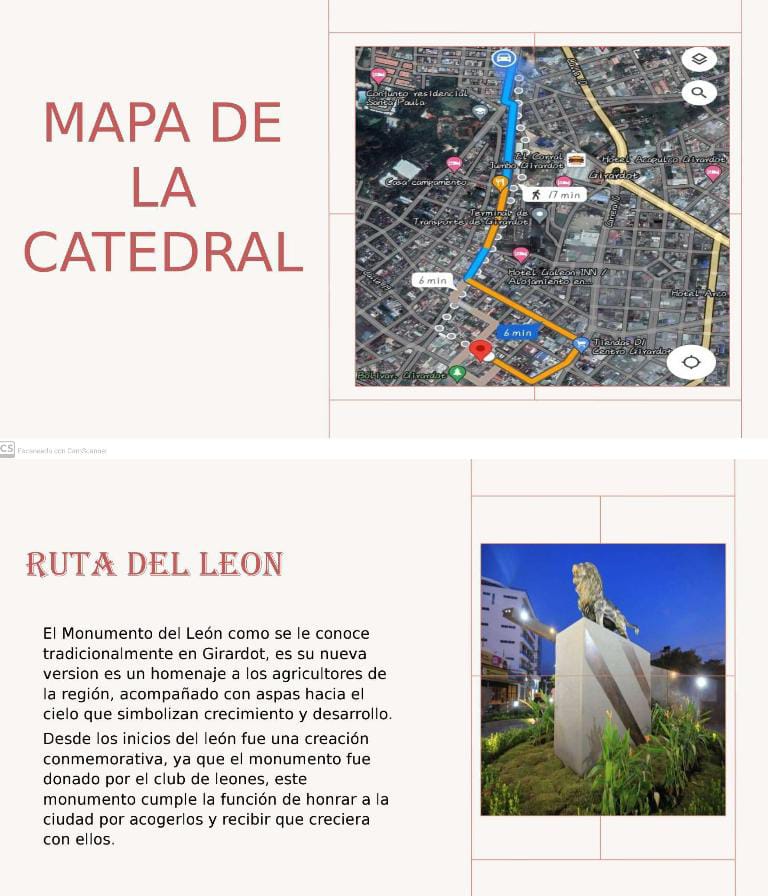 MAPA DE
LA
CATEDRAL
Conjunto residencial
Santa Paula
El Corral
Jumbo Girardot
Hotel Acapulco Girardot
Girardot
Casa campamento
17 min
Terminal de
Transporte de Girardot
Hotel Galeon INN /
Alojamiento en...
6 min
Hotel Arco
6 min
Tiendas D1
Centro Girardot
Bolívar, Girardot
CS Escaneado con CamScanner
RUTA DEL LEON
El Monumento del León como se le conoce
tradicionalmente en Girardot, es su nueva
version es un homenaje a los agricultores de
la región, acompañado con aspas hacia el
cielo que simbolizan crecimiento y desarrollo.
Desde los inicios del león fue una creación
conmemorativa, ya que el monumento fue
donado por el club de leones, este
monumento cumple la función de honrar a la
ciudad por acogerlos y recibir que creciera
con ellos.